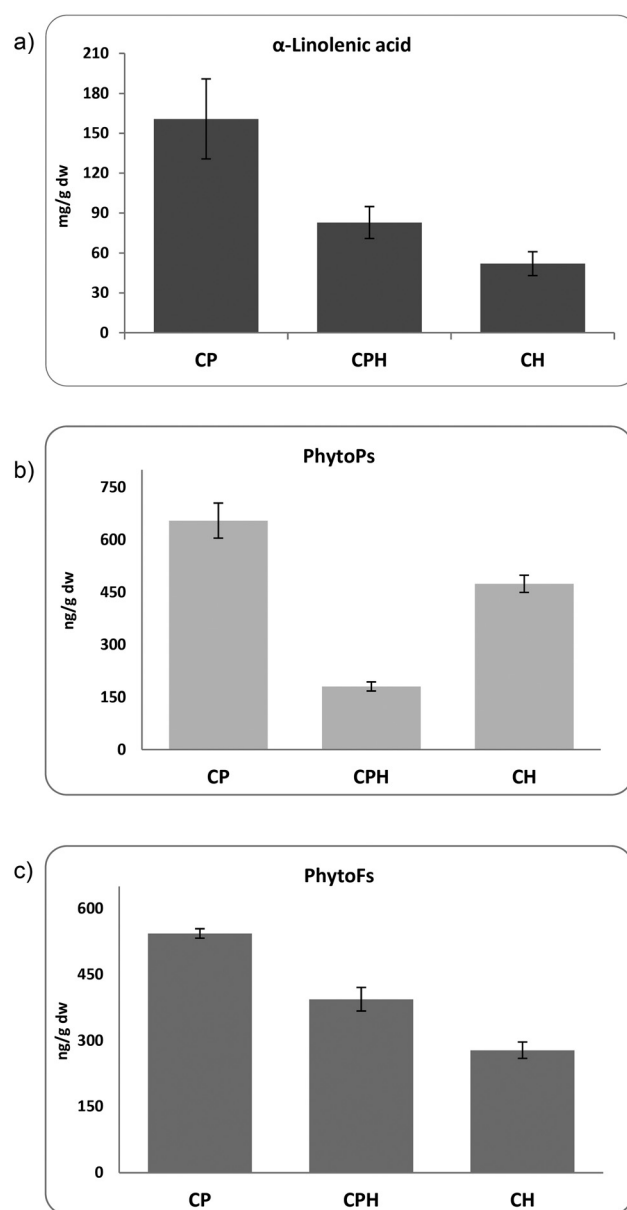 a)
α-Linolenic acid
210
180
150
120
90
60
30
0
mg/g dw
CP CPH CH
b)
PhytoPs
750
600
450
300
150
0
ng/g dw
CP CPH CH
c)
PhytoFs
600
450
300
150
0
ng/g dw
CP CPH CH